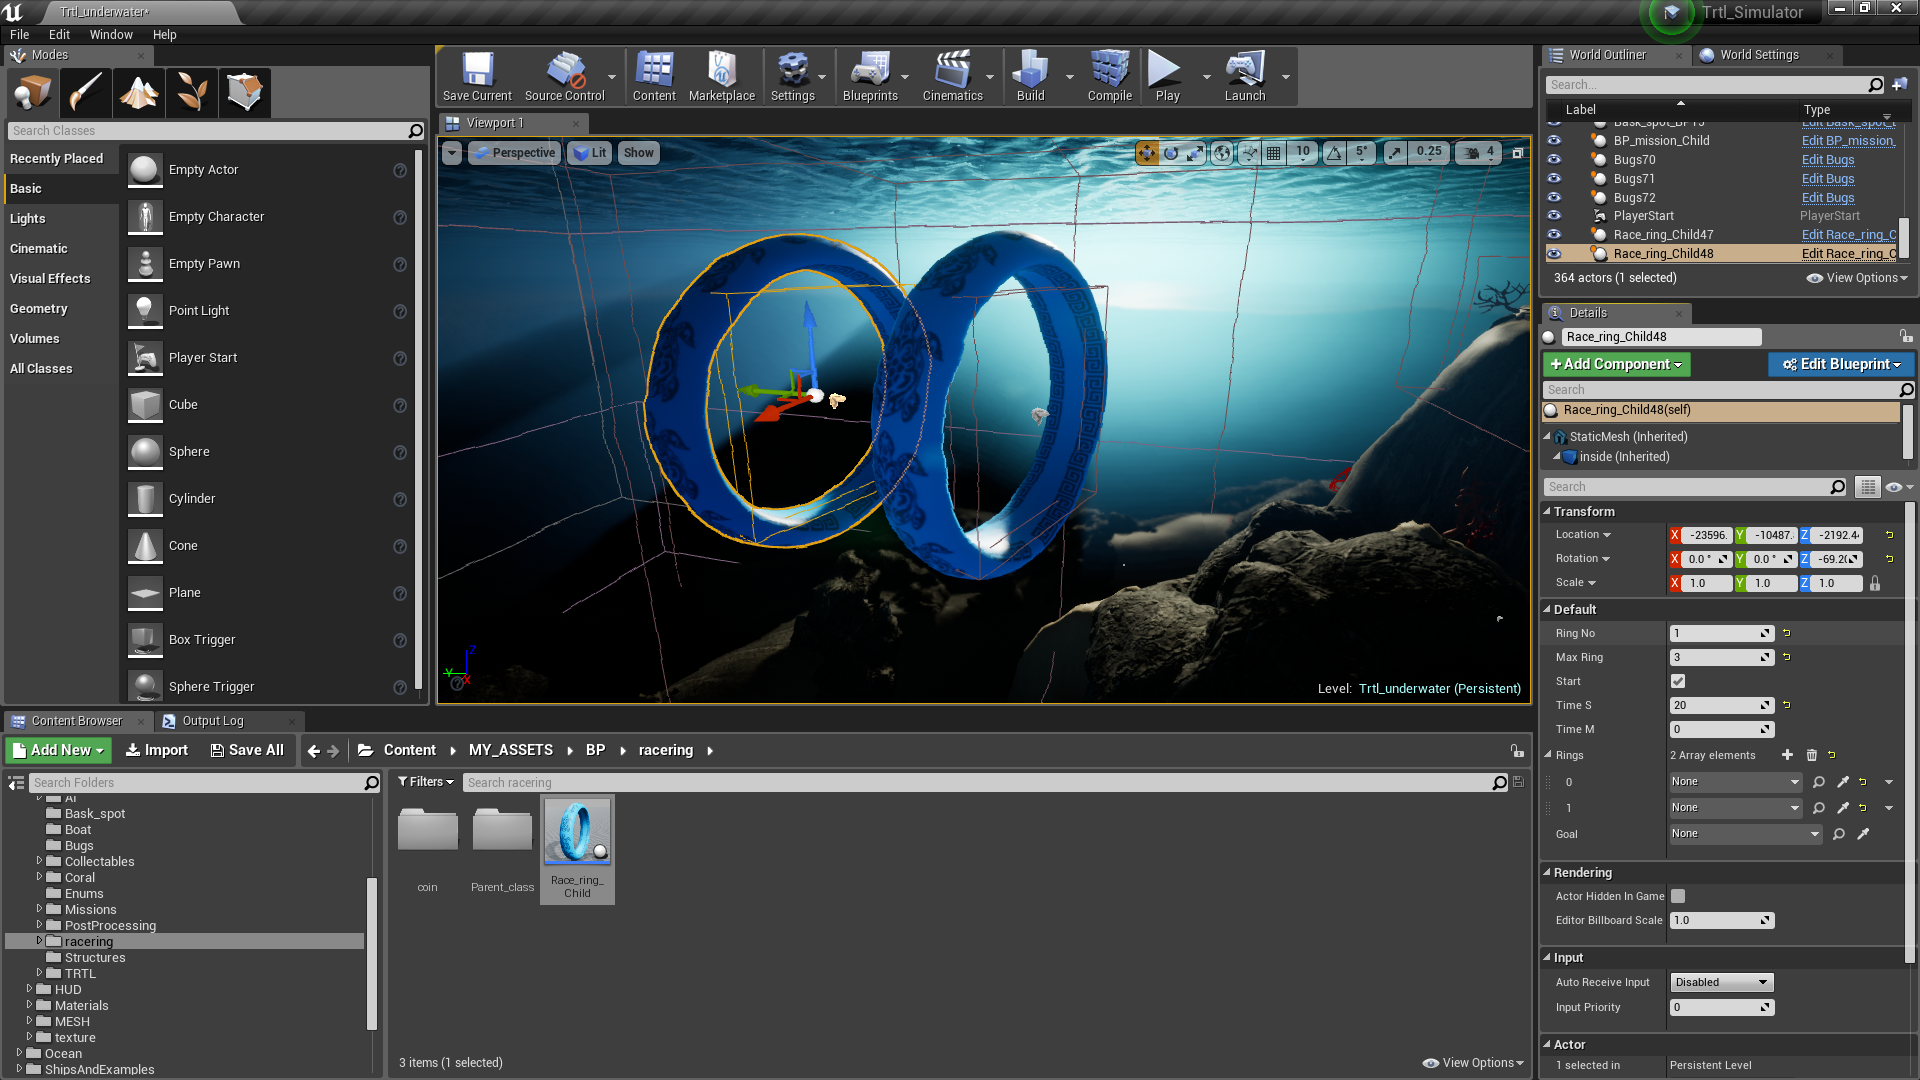 Trtl_underwater*
Trtl_Simulator
File Edit Window Help
Modes
Search Classes
Recently Placed
Basic
Lights
Cinematic
Visual Effects
Geometry
Volumes
All Classes
Empty Actor
Empty Character
Empty Pawn
Point Light
Player Start
Cube
Sphere
Cylinder
Cone
Plane
Box Trigger
Sphere Trigger
Save Current Source Control Content Marketplace Settings Blueprints Cinematics Build Compile Play Launch
Viewport 1
Perspective Lit Show
10 5° 0.25 4
Z
Y
X
Level: Trtl_underwater (Persistent)
World Outliner World Settings
Search...
Label Type
Bask_spot_BP15 Edit Bask_spot_
BP_mission_Child Edit BP_mission_
Bugs70 Edit Bugs
Bugs71 Edit Bugs
Bugs72 Edit Bugs
PlayerStart PlayerStart
Race_ring_Child47 Edit Race_ring_C
Race_ring_Child48 Edit Race_ring_C
364 actors (1 selected) View Options
Details
Race_ring_Child48
+Add Component Edit Blueprint
Search
Race_ring_Child48(self)
StaticMesh (Inherited)
inside (Inherited)
Search
Transform
Location X -23596. Y -10487. Z -2192.4
Rotation X 0.0 ° Y 0.0 ° Z -69.20
Scale X 1.0 Y 1.0 Z 1.0
Default
Ring No 1
Max Ring 3
Start
Time S 20
Time M 0
Rings 2 Array elements
0 None
1 None
Goal None
Rendering
Actor Hidden In Game
Editor Billboard Scale 1.0
Input
Auto Receive Input Disabled
Input Priority 0
Actor
1 selected in Persistent Level
Content Browser Output Log
Add New Import Save All Content MY_ASSETS BP racering
Search Folders
AI
Bask_spot
Boat
Bugs
Collectables
Coral
Enums
Missions
PostProcessing
racering
Structures
TRTL
HUD
Materials
MESH
texture
Ocean
ShipsAndExamples
Filters Search racering
coin
Parent_class
Race_ring_
Child
3 items (1 selected) View Options